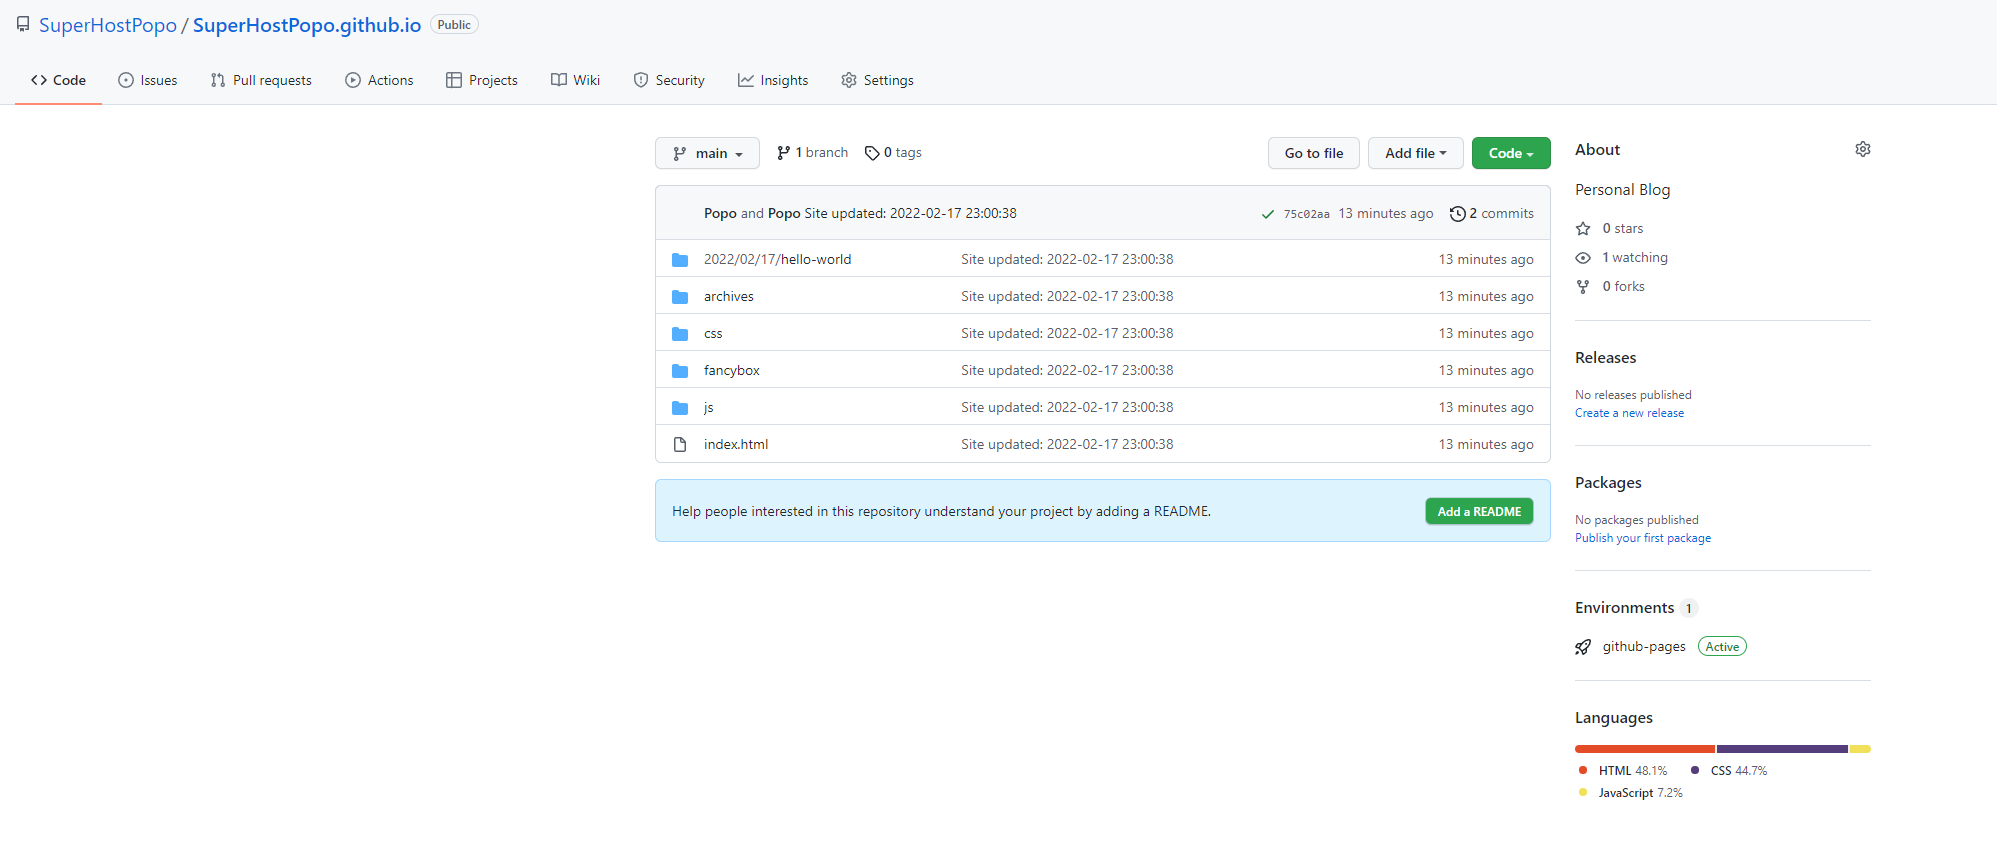 SuperHostPopo / SuperHostPopo.github.io Public
Code Issues Pull requests Actions Projects Wiki Security Insights Settings
main 1 branch 0 tags Go to file Add file Code
Popo and Popo Site updated: 2022-02-17 23:00:38 75c02aa 13 minutes ago 2 commits
2022/02/17/hello-world Site updated: 2022-02-17 23:00:38 13 minutes ago
archives Site updated: 2022-02-17 23:00:38 13 minutes ago
css Site updated: 2022-02-17 23:00:38 13 minutes ago
fancybox Site updated: 2022-02-17 23:00:38 13 minutes ago
js Site updated: 2022-02-17 23:00:38 13 minutes ago
index.html Site updated: 2022-02-17 23:00:38 13 minutes ago
Help people interested in this repository understand your project by adding a README. Add a README
About
Personal Blog
0 stars
1 watching
0 forks
Releases
No releases published
Create a new release
Packages
No packages published
Publish your first package
Environments 1
github-pages Active
Languages
HTML 48.1% CSS 44.7%
JavaScript 7.2%